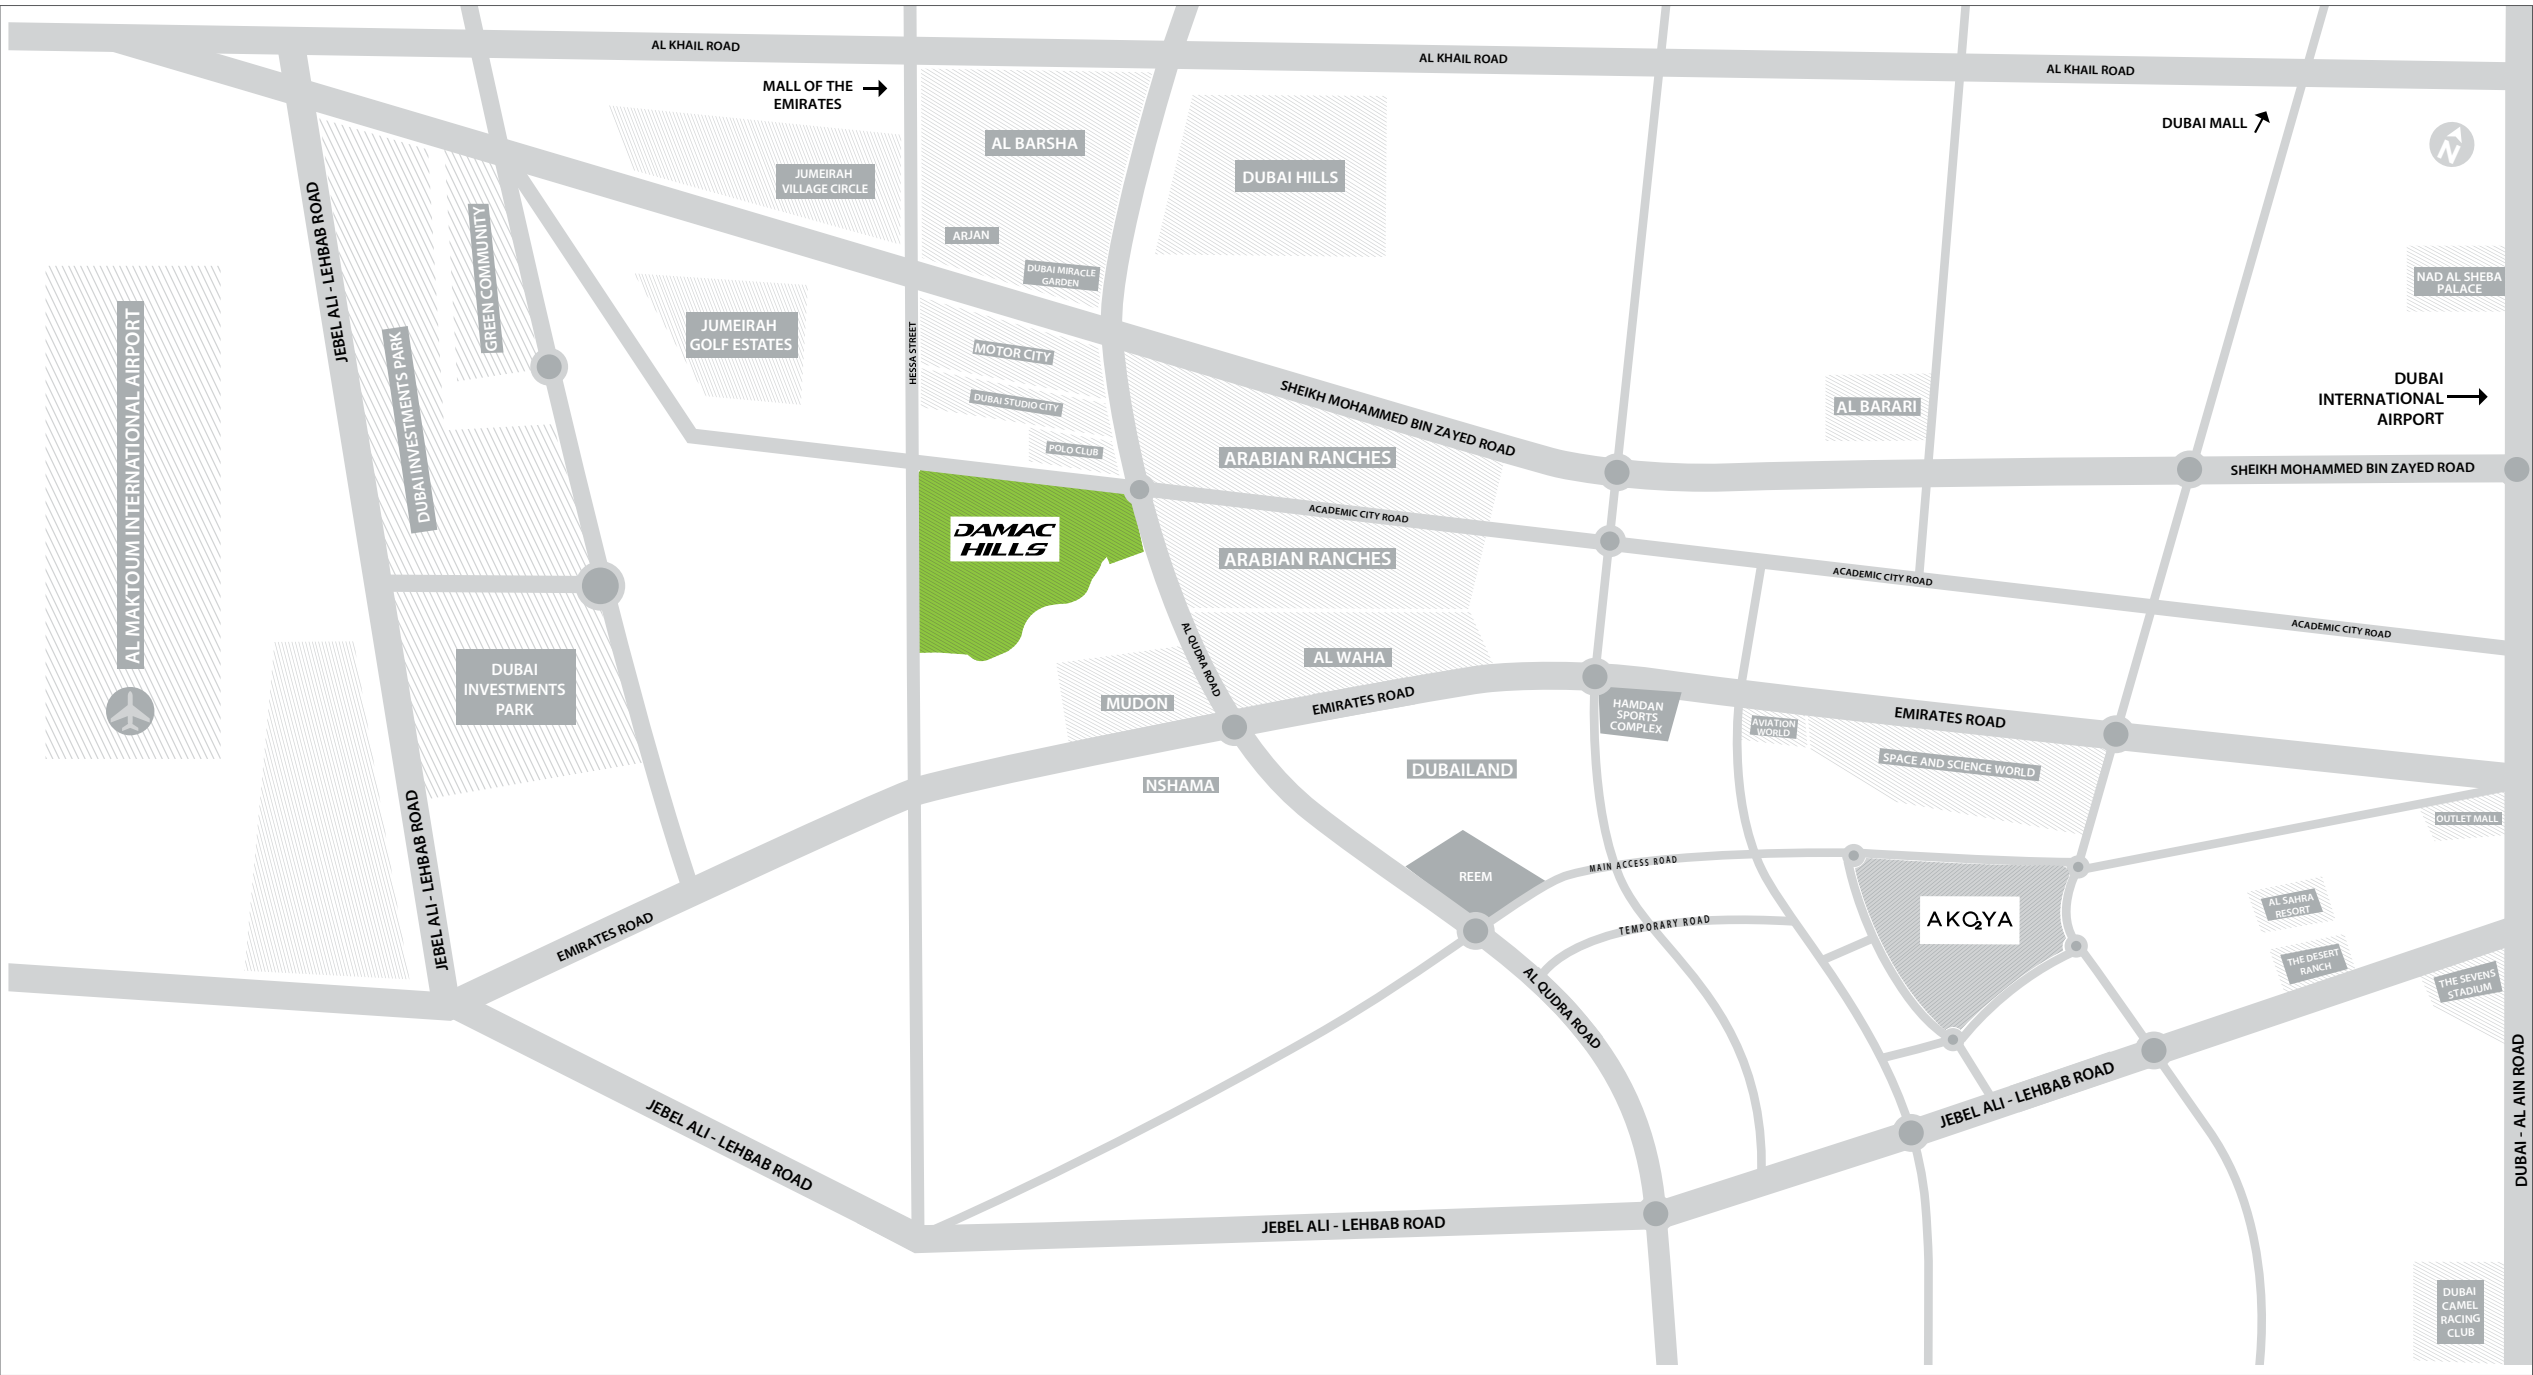 AL KHAIL ROAD
AL KHAIL ROAD
AL KHAIL ROAD
MALL OF THE
EMIRATES
DUBAI MALL
N
AL BARSHA
JUMEIRAH
VILLAGE CIRCLE
DUBAI HILLS
ARJAN
DUBAI MIRACLE
GARDEN
JEBEL ALI - LEHBAB ROAD
GREEN COMMUNITY
NAD AL SHEBA
PALACE
AL MAKTOUM INTERNATIONAL AIRPORT
DUBAI INVESTMENTS PARK
JUMEIRAH
GOLF ESTATES
HESSA STREET
MOTOR CITY
DUBAI STUDIO CITY
POLO CLUB
SHEIKH MOHAMMED BIN ZAYED ROAD
AL BARARI
DUBAI
INTERNATIONAL
AIRPORT
ARABIAN RANCHES
SHEIKH MOHAMMED BIN ZAYED ROAD
DAMAC
HILLS
ACADEMIC CITY ROAD
ARABIAN RANCHES
ACADEMIC CITY ROAD
ACADEMIC CITY ROAD
AL QUDRA ROAD
AL WAHA
DUBAI
INVESTMENTS
PARK
MUDON
EMIRATES ROAD
HAMDAN
SPORTS
COMPLEX
AVIATION
WORLD
EMIRATES ROAD
SPACE AND SCIENCE WORLD
NSHAMA
DUBAILAND
OUTLET MALL
JEBEL ALI - LEHBAB ROAD
REEM
MAIN ACCESS ROAD
TEMPORARY ROAD
AKO2YA
AL SAHRA
RESORT
THE DESERT
RANCH
THE SEVENS
STADIUM
EMIRATES ROAD
AL QUDRA ROAD
JEBEL ALI - LEHBAB ROAD
JEBEL ALI - LEHBAB ROAD
JEBEL ALI - LEHBAB ROAD
DUBAI - AL AIN ROAD
DUBAI
CAMEL
RACING
CLUB